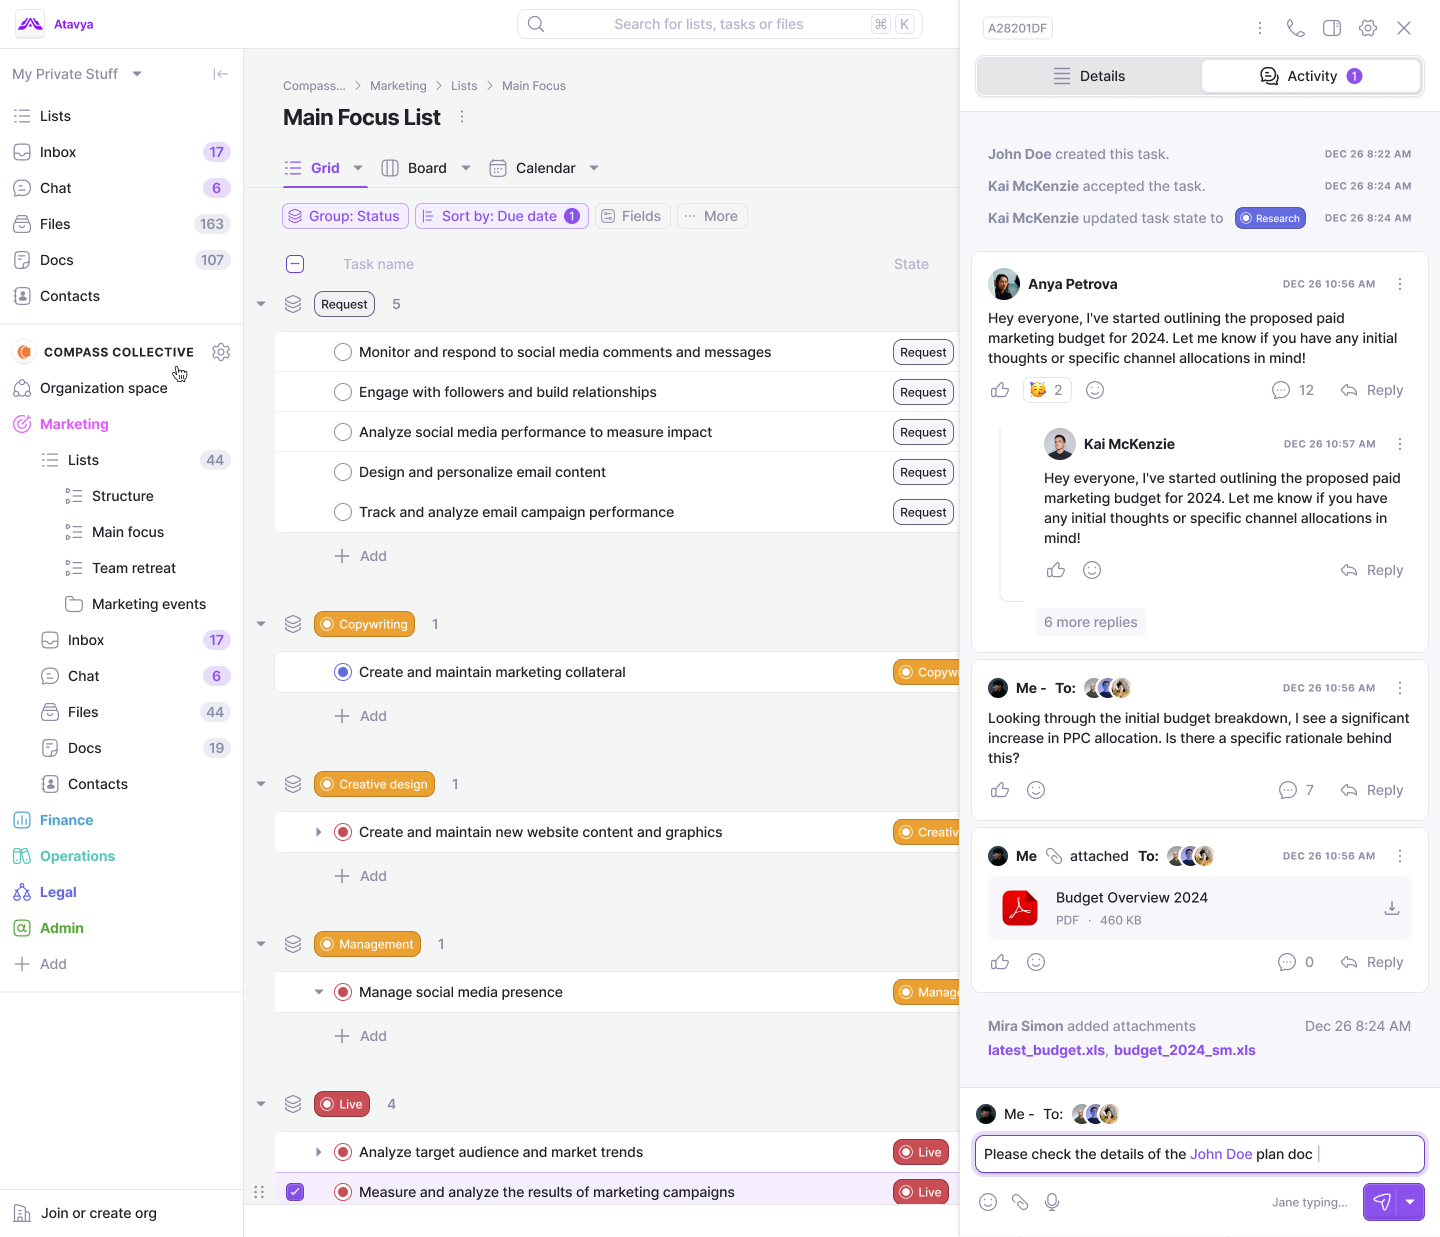 Atavya
Search for lists, tasks or files
⌘ K
My Private Stuff
Lists
Inbox 17
Chat 6
Files 163
Docs 107
Contacts
COMPASS COLLECTIVE
Organization space
Marketing
Lists 44
Structure
Main focus
Team retreat
Marketing events
Inbox 17
Chat 6
Files 44
Docs 19
Contacts
Finance
Operations
Legal
Admin
Add
Join or create org
Compass... > Marketing > Lists > Main Focus
Main Focus List
Grid Board Calendar
Group: Status Sort by: Due date 1 Fields ··· More
Task name State
Request 5
Monitor and respond to social media comments and messages Request
Engage with followers and build relationships Request
Analyze social media performance to measure impact Request
Design and personalize email content Request
Track and analyze email campaign performance Request
Add
Copywriting 1
Create and maintain marketing collateral Copywr
Add
Creative design 1
Create and maintain new website content and graphics Creativ
Add
Management 1
Manage social media presence Manag
Add
Live 4
Analyze target audience and market trends Live
Measure and analyze the results of marketing campaigns Live
A28201DF
Details Activity 1
John Doe created this task. DEC 26 8:22 AM
Kai McKenzie accepted the task. DEC 26 8:24 AM
Kai McKenzie updated task state to Research DEC 26 8:24 AM
Anya Petrova DEC 26 10:56 AM
Hey everyone, I've started outlining the proposed paid
marketing budget for 2024. Let me know if you have any initial
thoughts or specific channel allocations in mind!
2 12 Reply
Kai McKenzie DEC 26 10:57 AM
Hey everyone, I've started outlining the proposed paid
marketing budget for 2024. Let me know if you have
any initial thoughts or specific channel allocations in
mind!
Reply
6 more replies
Me - To: DEC 26 10:56 AM
Looking through the initial budget breakdown, I see a significant
increase in PPC allocation. Is there a specific rationale behind
this?
7 Reply
Me attached To: DEC 26 10:56 AM
Budget Overview 2024
PDF · 460 KB
0 Reply
Mira Simon added attachments Dec 26 8:24 AM
latest_budget.xls, budget_2024_sm.xls
Me - To:
Please check the details of the John Doe plan doc
Jane typing...